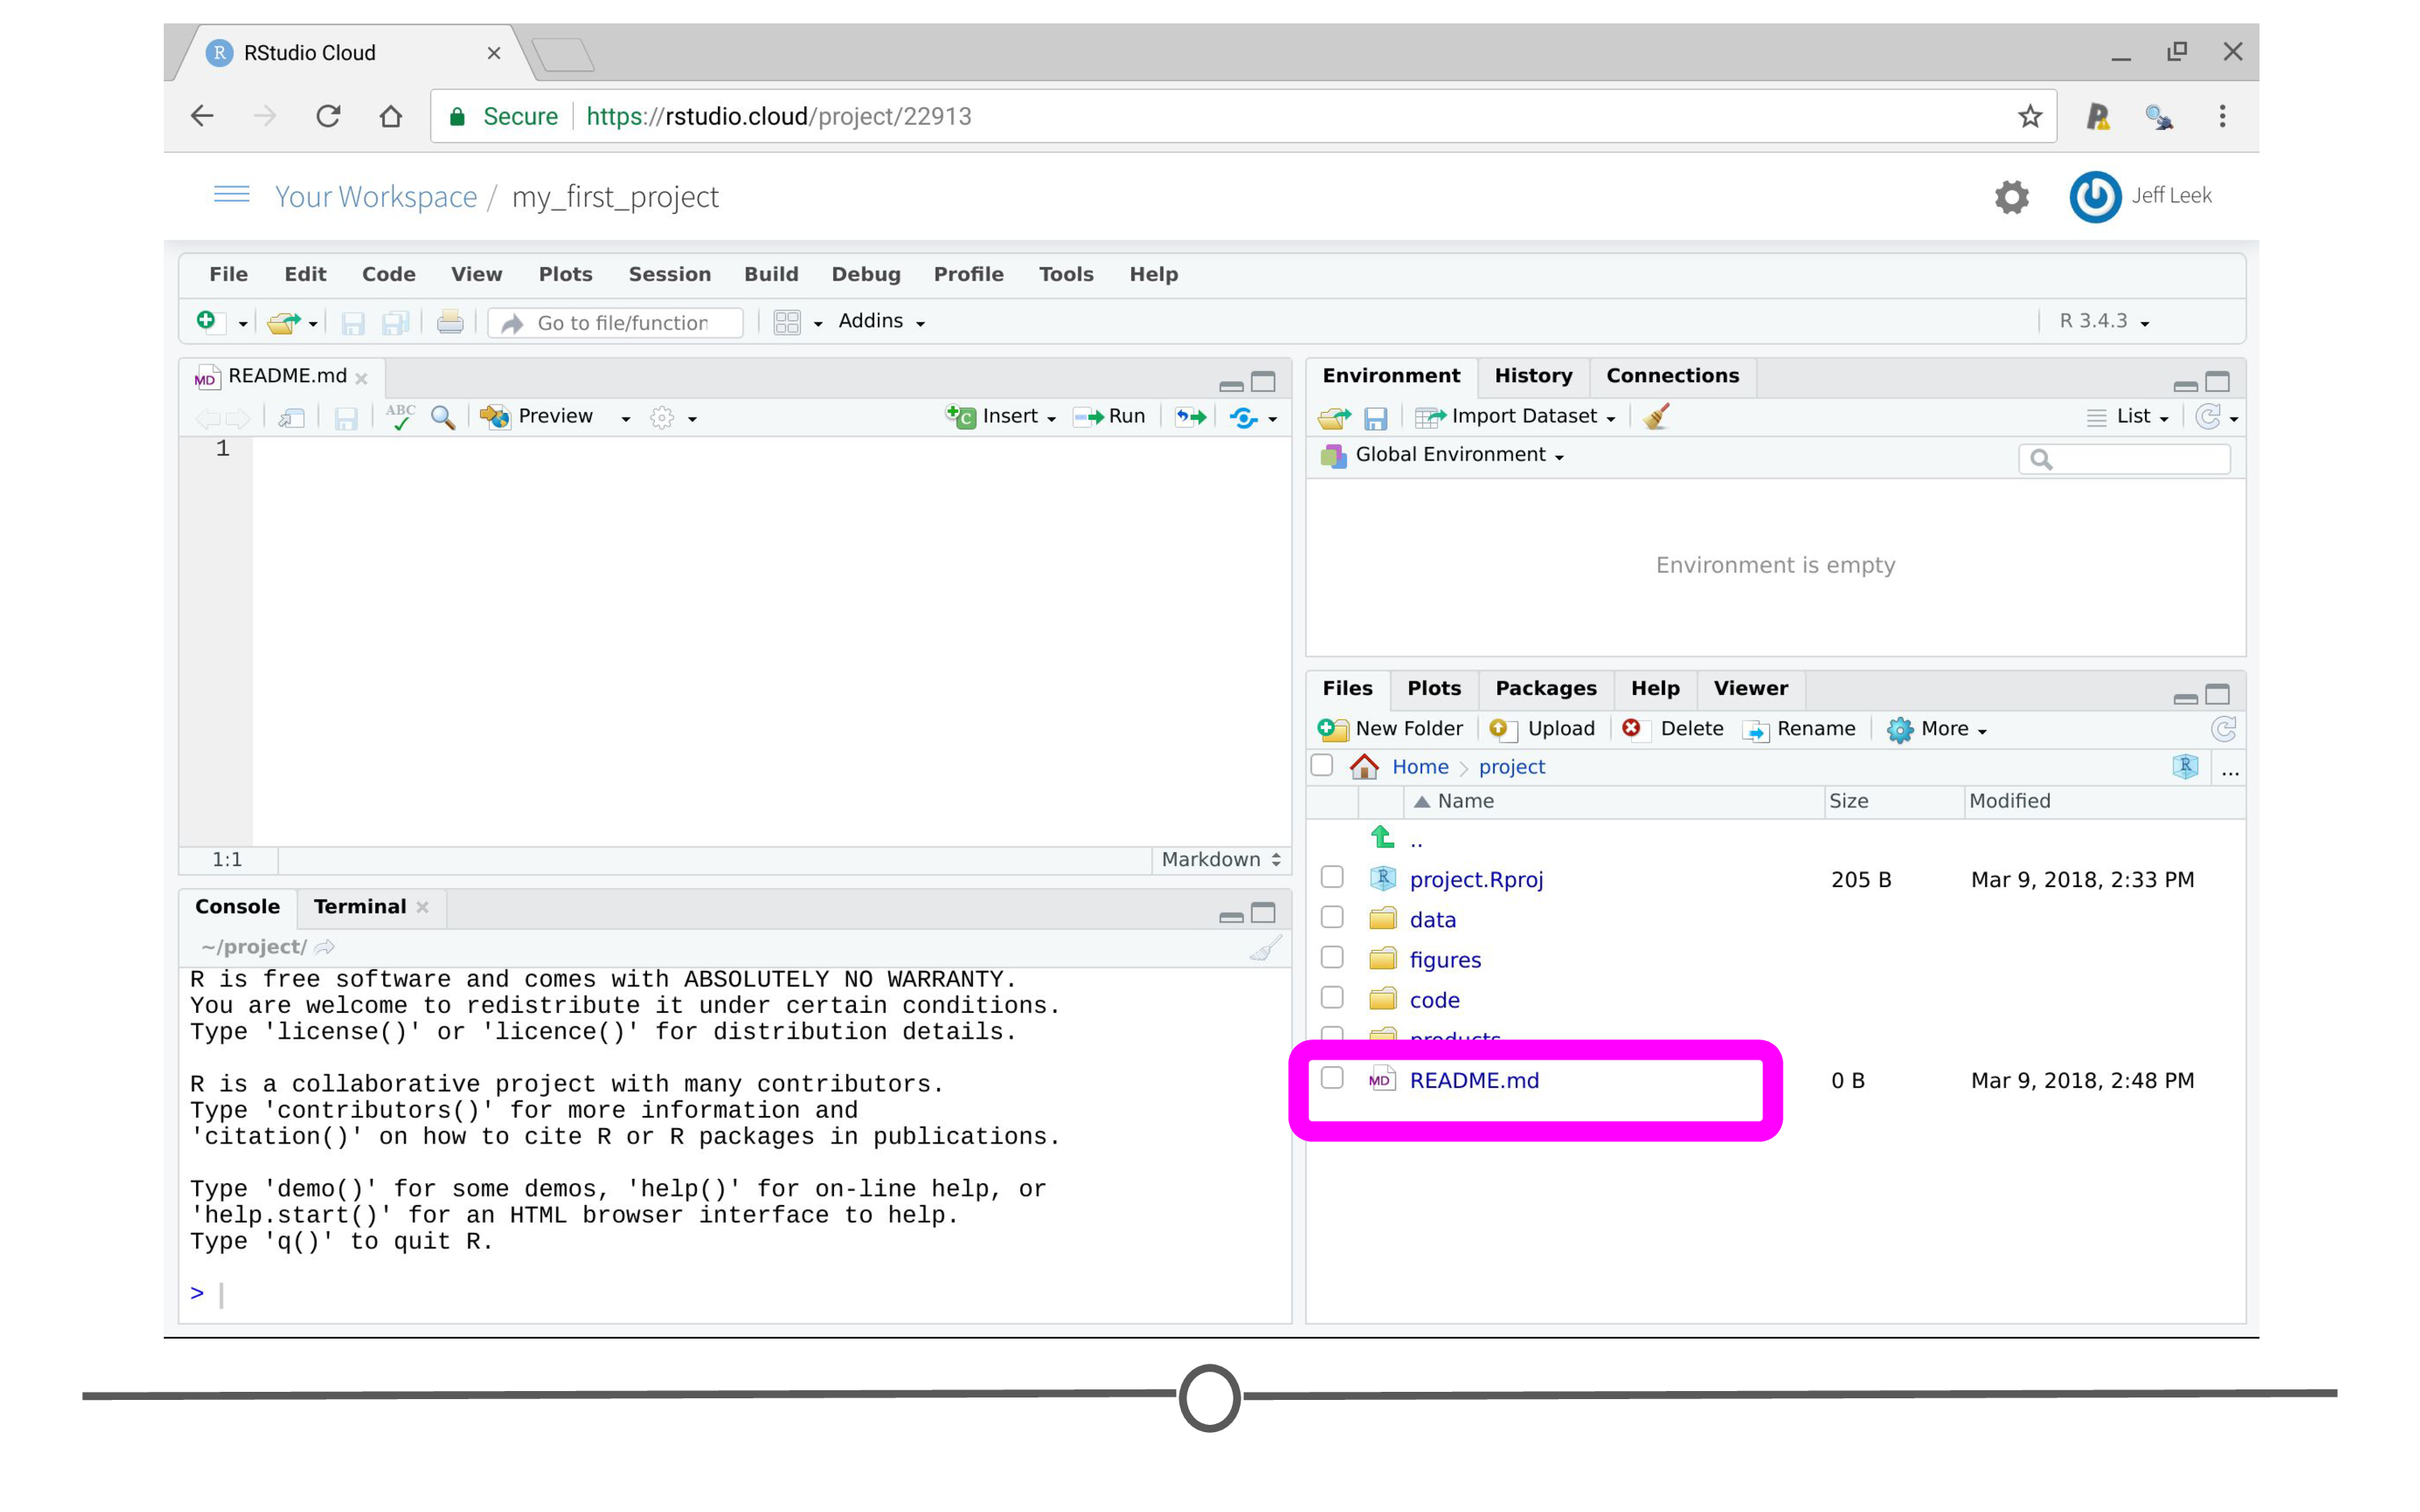 RStudio Cloud
Secure https://rstudio.cloud/project/22913
Your Workspace / my_first_project
Jeff Leek
File Edit Code View Plots Session Build Debug Profile Tools Help
Go to file/function Addins R 3.4.3
README.md
ABC Preview Insert Run
1
1:1 Markdown
Console Terminal
~/project/
R is free software and comes with ABSOLUTELY NO WARRANTY.
You are welcome to redistribute it under certain conditions.
Type 'license()' or 'licence()' for distribution details.
R is a collaborative project with many contributors.
Type 'contributors()' for more information and
'citation()' on how to cite R or R packages in publications.
Type 'demo()' for some demos, 'help()' for on-line help, or
'help.start()' for an HTML browser interface to help.
Type 'q()' to quit R.
>
Environment History Connections
Import Dataset List
Global Environment
Environment is empty
Files Plots Packages Help Viewer
New Folder Upload Delete Rename More
Home > project ...
Name Size Modified
..
project.Rproj 205 B Mar 9, 2018, 2:33 PM
data
figures
code
products
MD README.md 0 B Mar 9, 2018, 2:48 PM